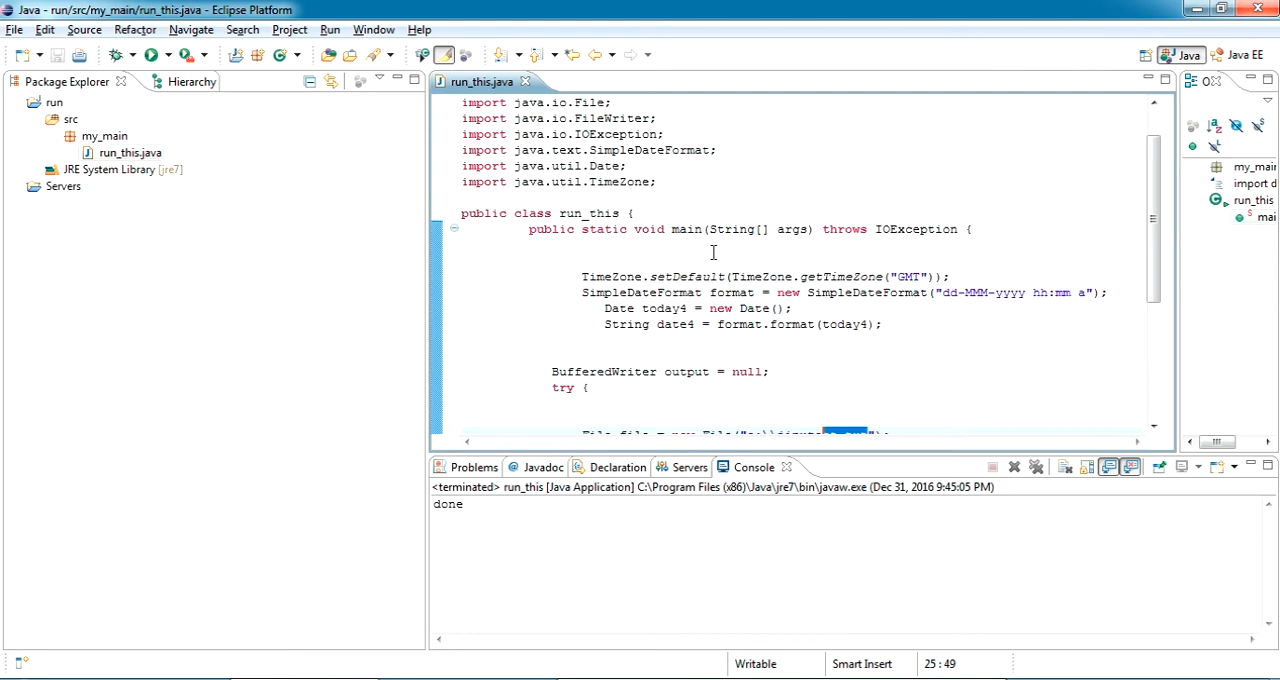 Java - run/src/my_main/run_this.java - Eclipse Platform
File Edit Source Refactor Navigate Search Project Run Window Help
Java Java EE
Package Explorer Hierarchy
run
src
my_main
run_this.java
JRE System Library [jre7]
Servers
run_this.java
import java.io.File;
import java.io.FileWriter;
import java.io.IOException;
import java.text.SimpleDateFormat;
import java.util.Date;
import java.util.TimeZone;
public class run_this {
public static void main(String[] args) throws IOException {
TimeZone.setDefault(TimeZone.getTimeZone("GMT"));
SimpleDateFormat format = new SimpleDateFormat("dd-MMM-yyyy hh:mm a");
Date today4 = new Date();
String date4 = format.format(today4);
BufferedWriter output = null;
try {
File file = new File(
O
my_main
import d
run_this
mai
Problems Javadoc Declaration Servers Console
<terminated> run_this [Java Application] C:\Program Files (x86)\Java\jre7\bin\javaw.exe (Dec 31, 2016 9:45:05 PM)
done
Writable Smart Insert 25 : 49